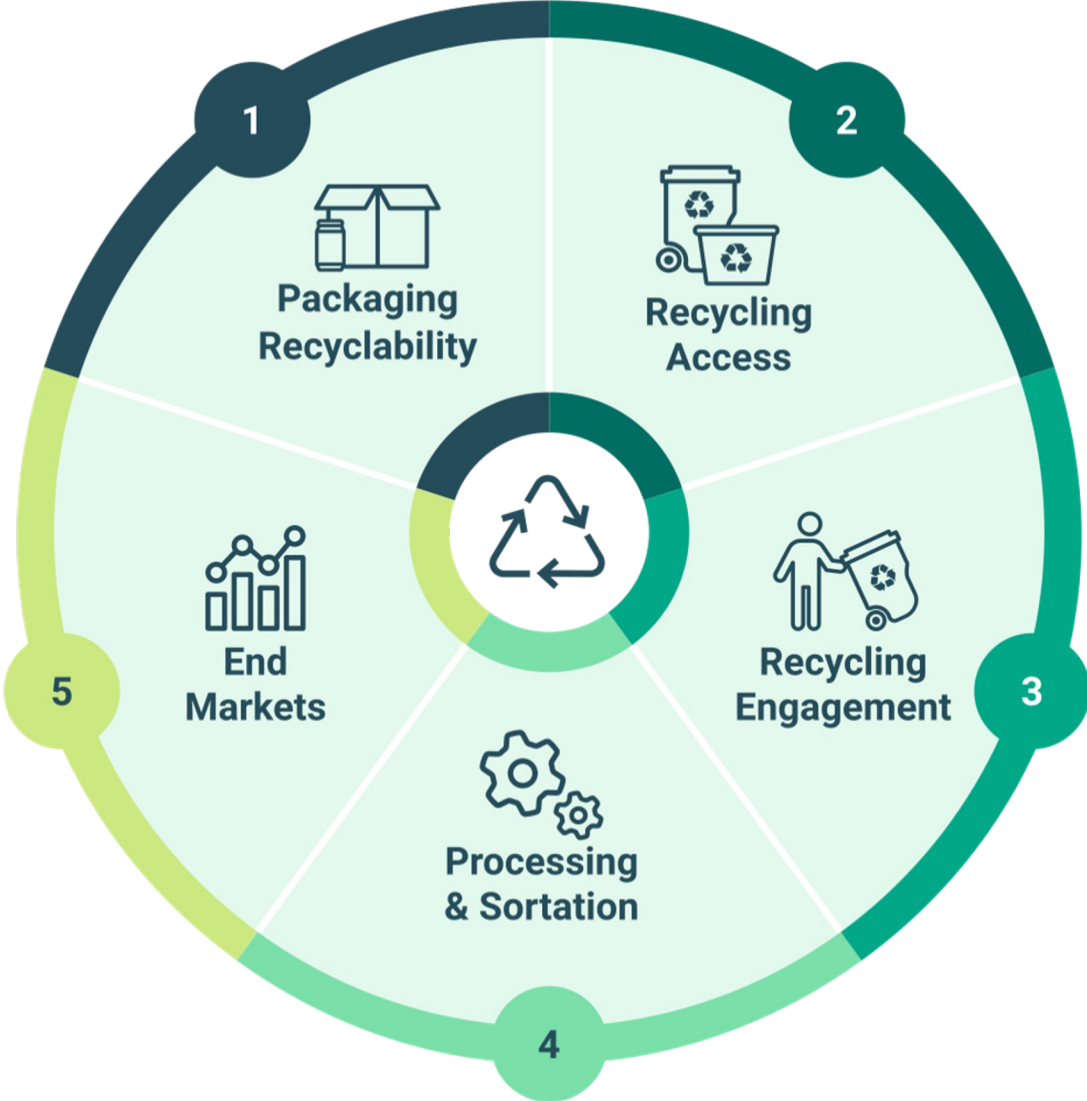 1
Packaging
Recyclability
2
Recycling
Access
3
Recycling
Engagement
4
Processing
& Sortation
5
End
Markets